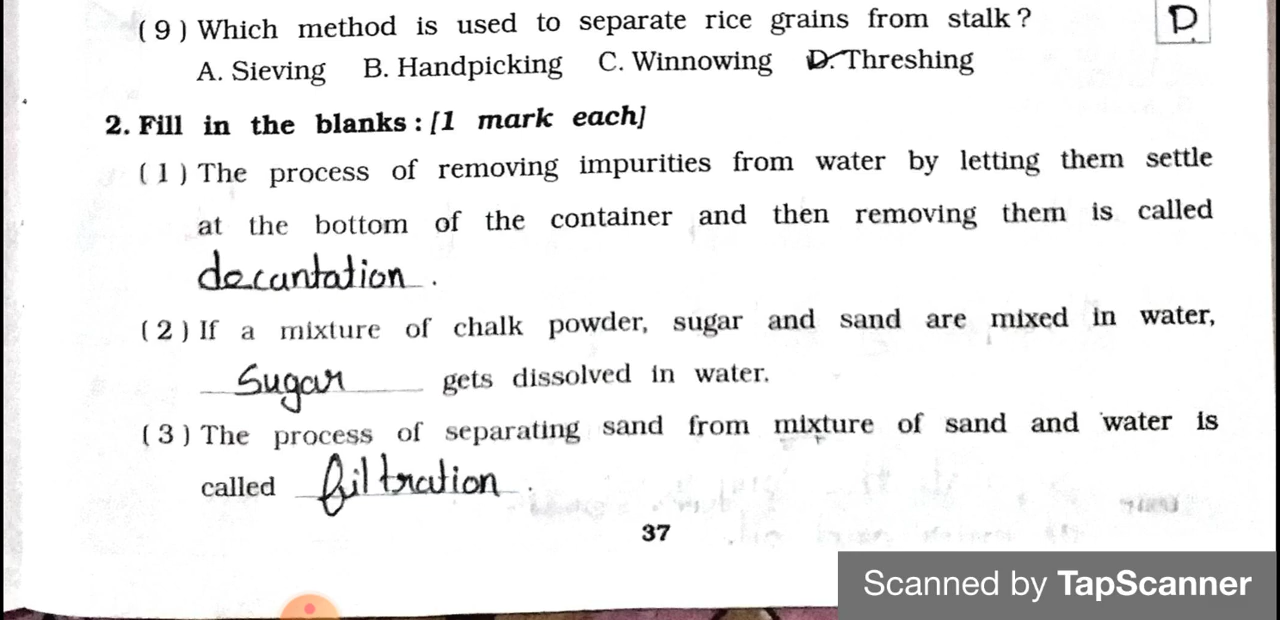 ( 9 ) Which method is used to separate rice grains from stalk ? D
A. Sieving B. Handpicking C. Winnowing D. Threshing
2. Fill in the blanks : [1 mark each]
( 1 ) The process of removing impurities from water by letting them settle
at the bottom of the container and then removing them is called
decantation .
( 2 ) If a mixture of chalk powder, sugar and sand are mixed in water,
Sugar gets dissolved in water.
( 3 ) The process of separating sand from mixture of sand and water is
called filtration .
37
Scanned by TapScanner